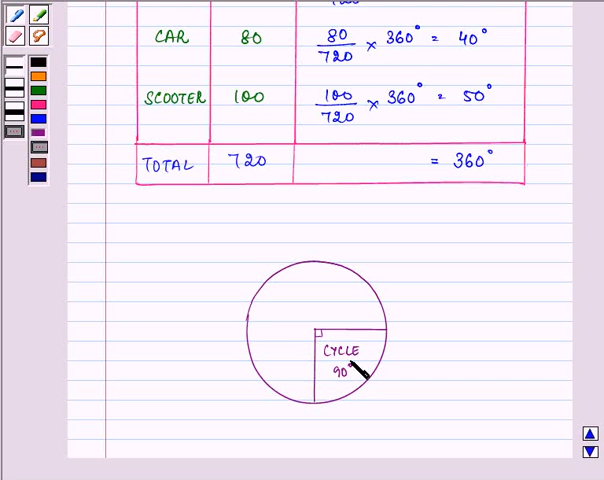 CAR 80 80/720 × 360° = 40°
SCOOTER 100 100/720 × 360° = 50°
TOTAL 720 = 360°
CYCLE
90°